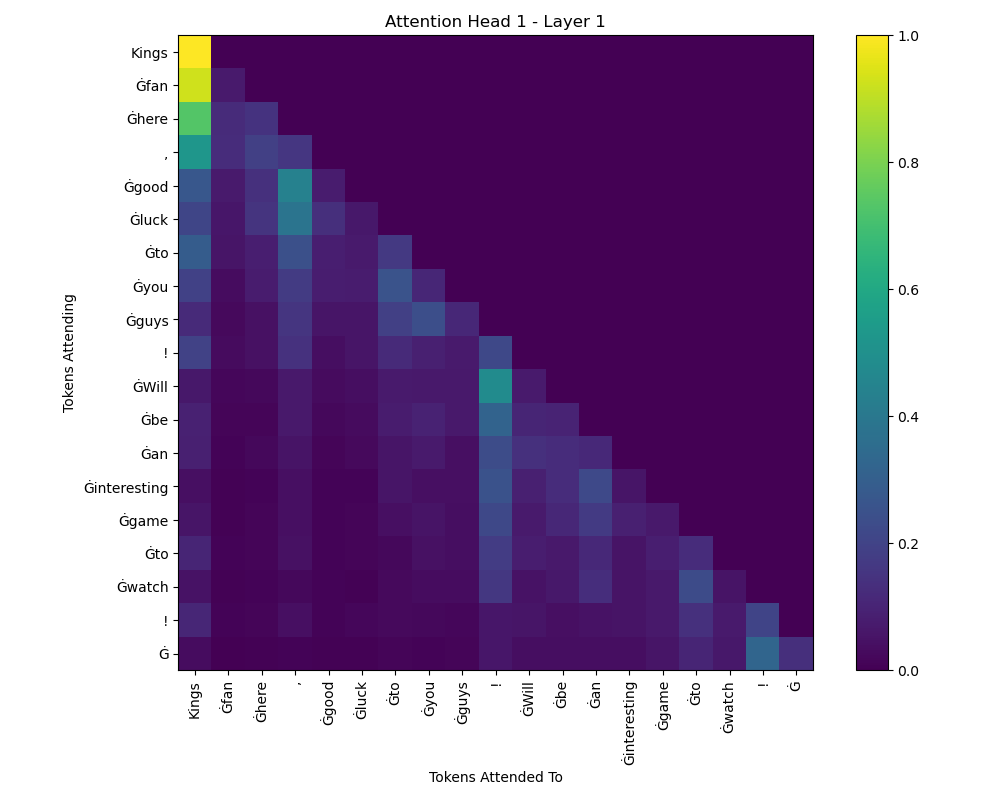 Attention Head 1 - Layer 1
Kings
Ġfan
Ġhere
,
Ġgood
Ġluck
Ġto
Ġyou
Ġguys
!
ĠWill
Ġbe
Ġan
Ġinteresting
Ġgame
Ġto
Ġwatch
!
Ġ
Tokens Attending
Kings
Ġfan
Ġhere
,
Ġgood
Ġluck
Ġto
Ġyou
Ġguys
!
ĠWill
Ġbe
Ġan
Ġinteresting
Ġgame
Ġto
Ġwatch
!
Ġ
Tokens Attended To
1.0
0.8
0.6
0.4
0.2
0.0